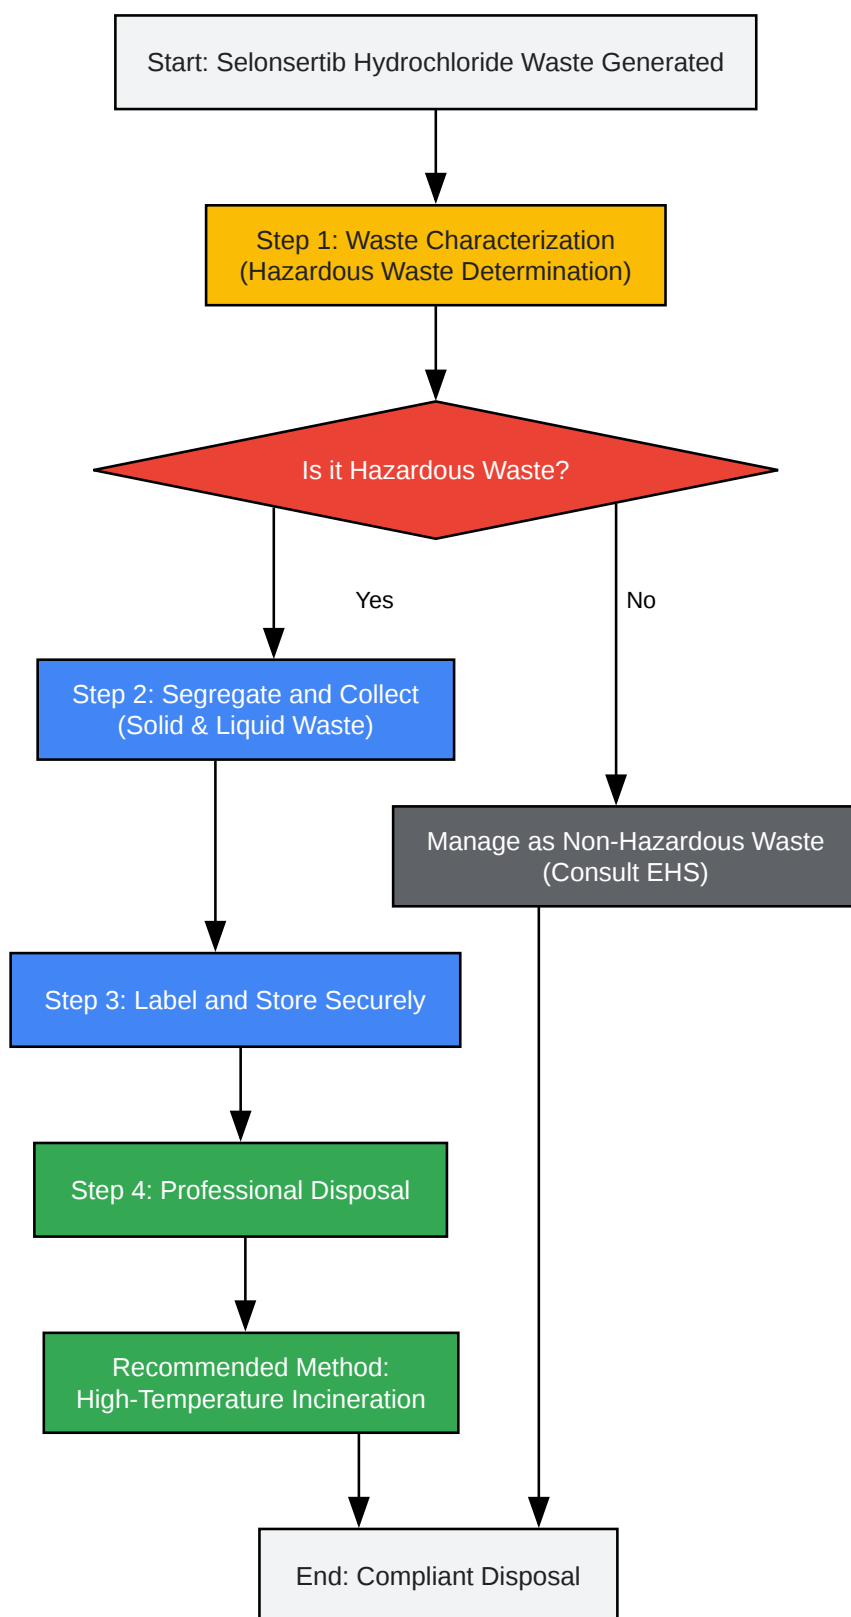 Start: Selonsertib Hydrochloride Waste Generated
Step 1: Waste Characterization
(Hazardous Waste Determination)
Is it Hazardous Waste?
Yes
No
Step 2: Segregate and Collect
(Solid & Liquid Waste)
Manage as Non-Hazardous Waste
(Consult EHS)
Step 3: Label and Store Securely
Step 4: Professional Disposal
Recommended Method:
High-Temperature Incineration
End: Compliant Disposal